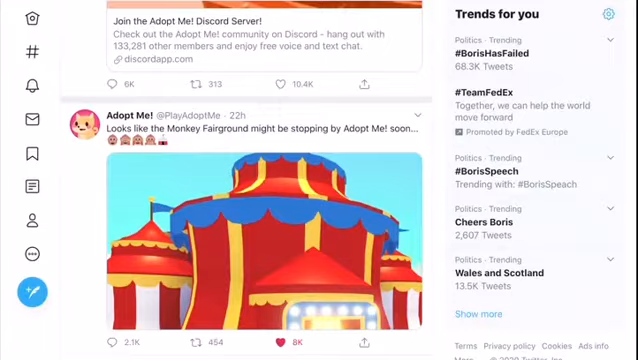 Join the Adopt Me! Discord Server!
Check out the Adopt Me! community on Discord - hang out with
133,281 other members and enjoy free voice and text chat.
discordapp.com
6K 313 10.4K
Adopt Me! @PlayAdoptMe · 22h
Looks like the Monkey Fairground might be stopping by Adopt Me! soon...
2.1K 454 8K
Trends for you
Politics · Trending
#BorisHasFailed
68.3K Tweets
#TeamFedEx
Together, we can help the world
move forward
Promoted by FedEx Europe
Politics · Trending
#BorisSpeech
Trending with: #BorisSpeach
Politics · Trending
Cheers Boris
2,607 Tweets
Politics · Trending
Wales and Scotland
13.5K Tweets
Show more
Terms Privacy policy Cookies Ads info